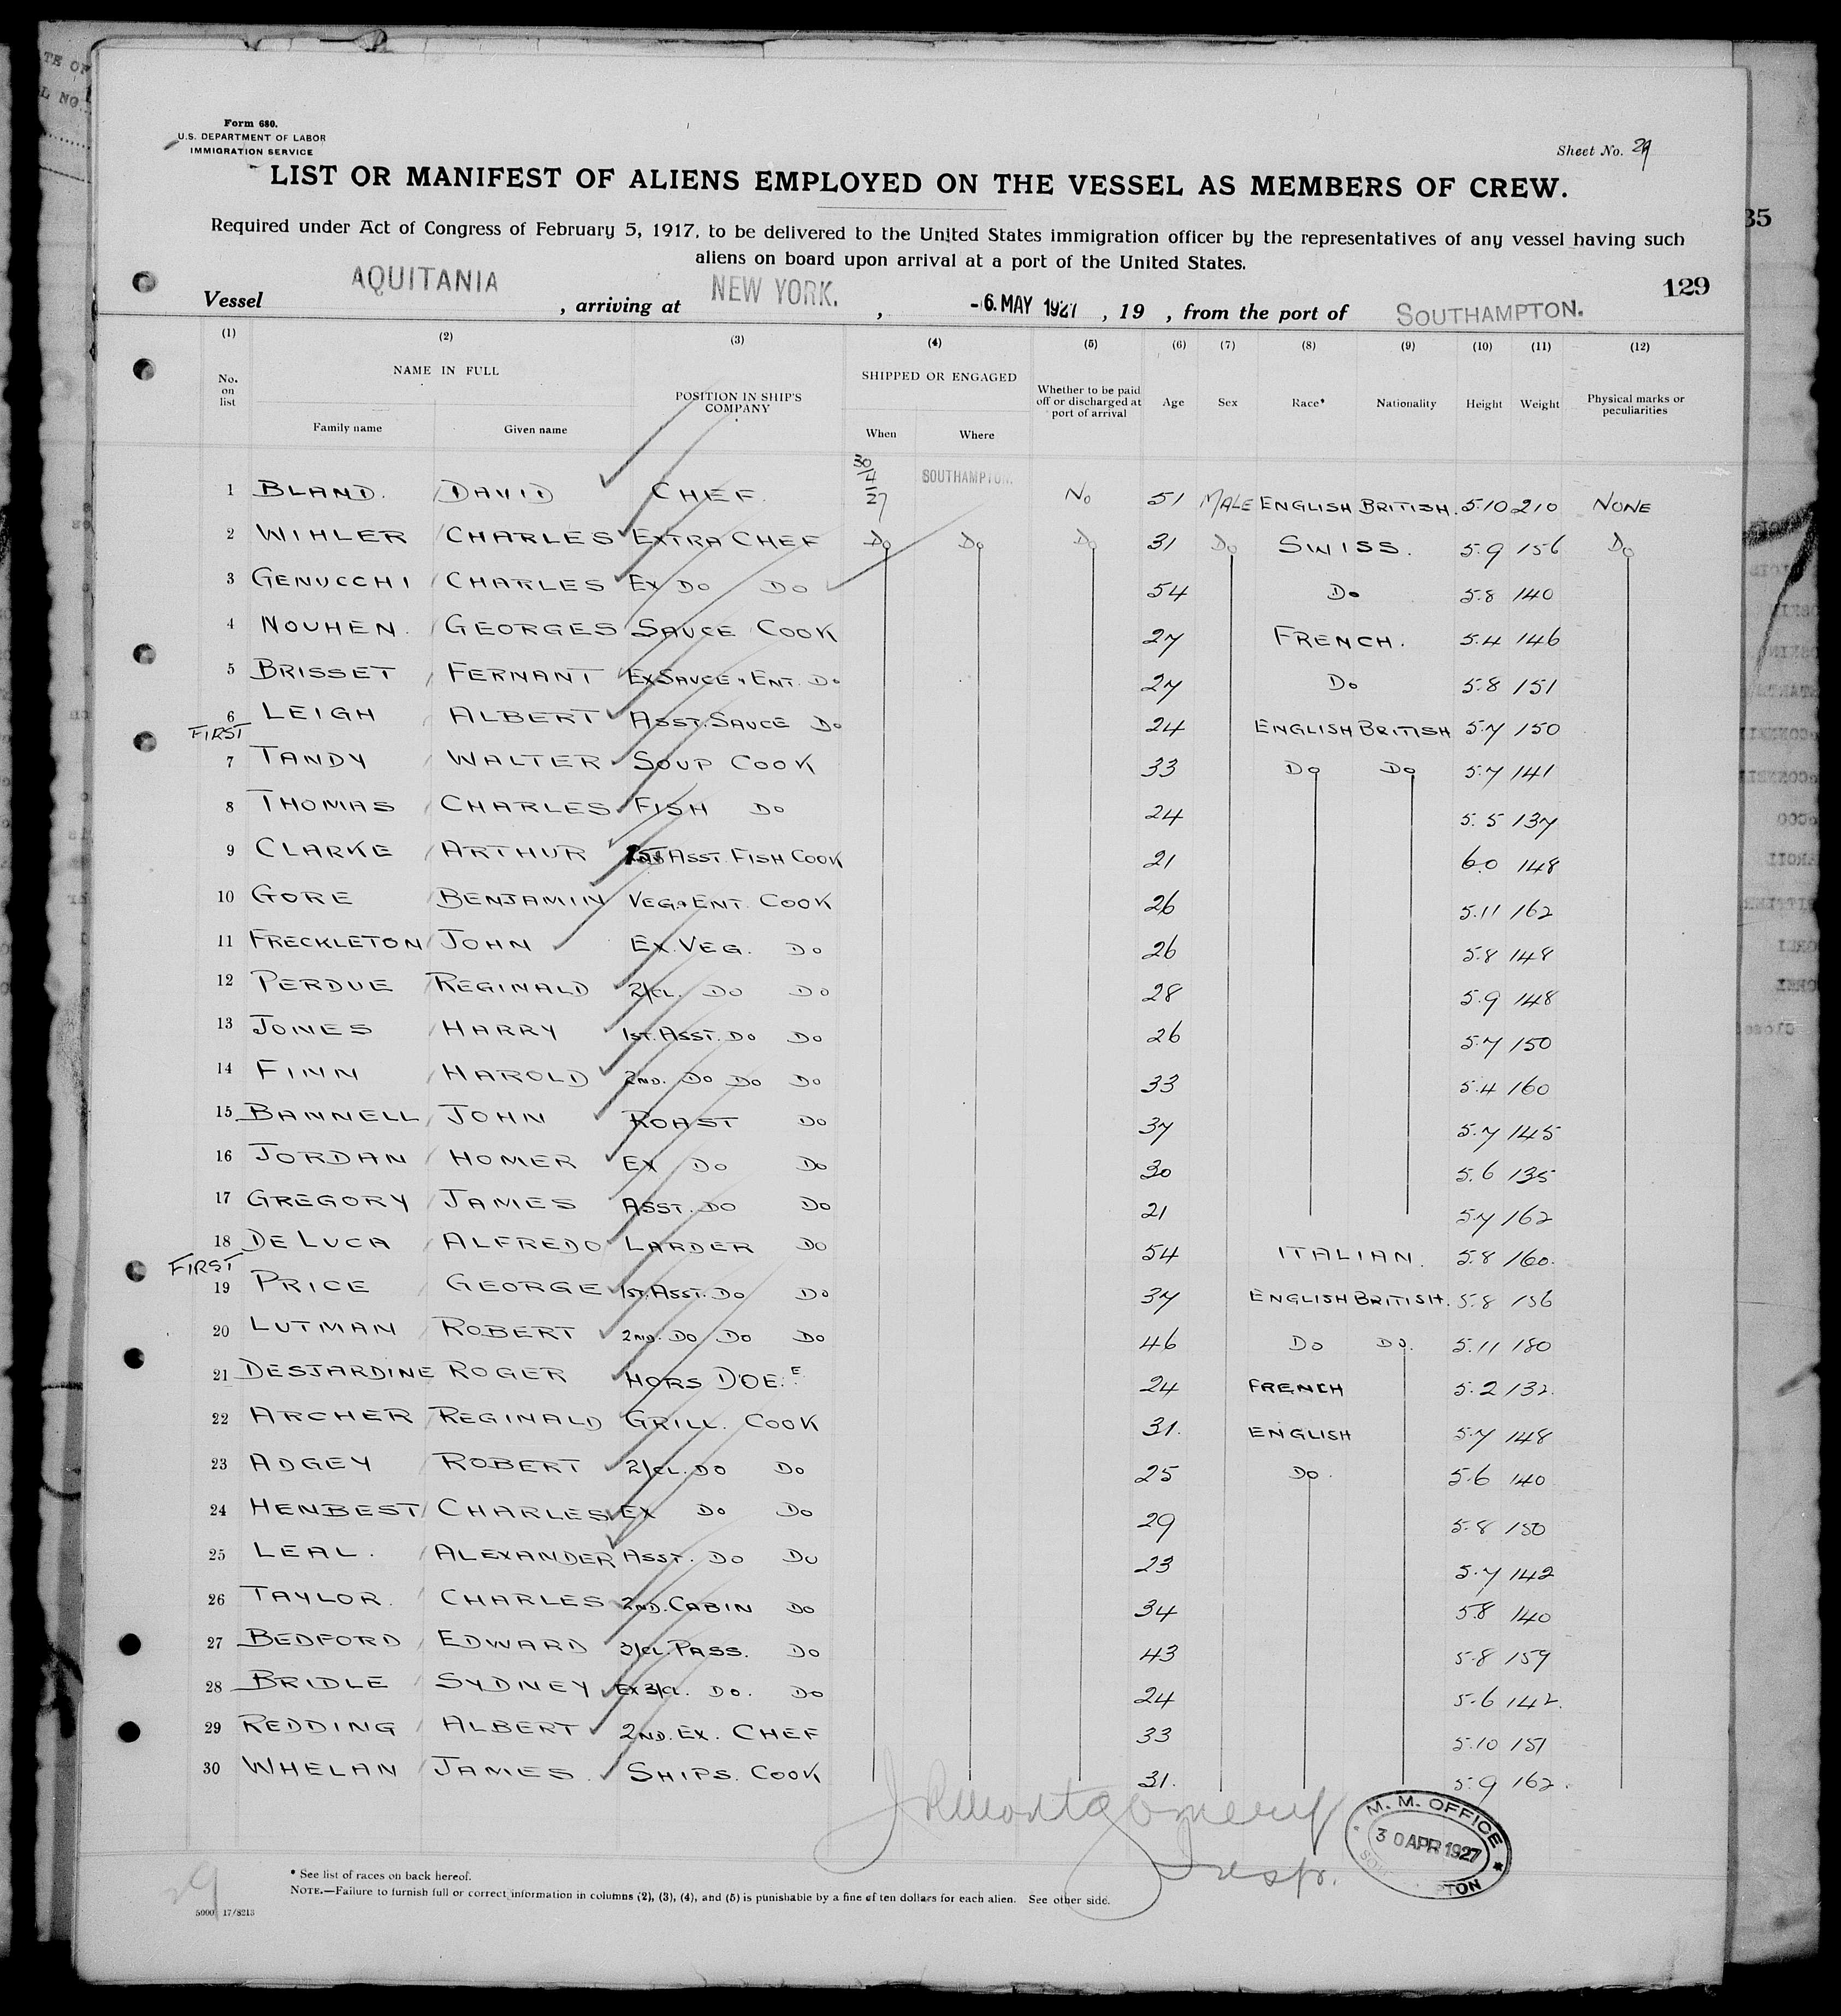 Form 680.
U.S. DEPARTMENT OF LABOR
IMMIGRATION SERVICE
Sheet No. 29
LIST OR MANIFEST OF ALIENS EMPLOYED ON THE VESSEL AS MEMBERS OF CREW.
Required under Act of Congress of February 5, 1917, to be delivered to the United States immigration officer by the representatives of any vessel having such
aliens on board upon arrival at a port of the United States.
129
Vessel AQUITANIA , arriving at NEW YORK. , -6. MAY 1927 , 19 , from the port of SOUTHAMPTON.
(1) (2) (3) (4) (5) (6) (7) (8) (9) (10) (11) (12)
No. on list NAME IN FULL Family name Given name POSITION IN SHIP'S COMPANY SHIPPED OR ENGAGED When Where Whether to be paid off or discharged at port of arrival Age Sex Race* Nationality Height Weight Physical marks or peculiarities
1 BLAND. DAVID CHEF. 30/4/27 SOUTHAMPTON. No 51 MALE ENGLISH BRITISH. 5.10 210 NONE
2 WIHLER CHARLES EXTRA CHEF Do Do Do 31 Do SWISS. 5.9 156 Do
3 GENUCCHI CHARLES EX Do Do 54 Do 5.8 140
4 NOUHEN. GEORGES SAUCE COOK 27 FRENCH. 5.4 146
5 BRISSET FERNANT EX SAUCE & ENT. Do 27 Do 5.8 151
6 LEIGH ALBERT ASST. SAUCE Do 24 ENGLISH BRITISH 5.7 150
FIRST
7 TANDY WALTER SOUP COOK 33 Do Do 5.7 141
8 THOMAS CHARLES FISH Do 24 5.5 137
9 CLARKE ARTHUR 1ST ASST. FISH COOK 21 6.0 148
10 GORE BENJAMIN VEG & ENT. COOK 26 5.11 162
11 FRECKLETON JOHN EX. VEG. Do 26 5.8 148
12 PERDUE REGINALD 2/CL. Do Do 28 5.9 148
13 JONES HARRY 1ST. ASST. Do Do 26 5.7 150
14 FINN HAROLD 2ND. Do Do Do 33 5.4 160
15 BANNELL JOHN ROAST Do 37 5.7 145
16 JORDAN HOMER EX Do Do 30 5.6 135
17 GREGORY JAMES ASST. Do Do 21 5.7 162
18 DE LUCA ALFREDO LARDER Do 54 ITALIAN. 5.8 160.
FIRST
19 PRICE GEORGE 1ST. ASST. Do Do 37 ENGLISH BRITISH. 5.8 156
20 LUTMAN ROBERT 2ND. Do Do Do 46 Do Do. 5.11 180
21 DESJARDINE ROGER HORS D'OE.E 24 FRENCH 5.2 132.
22 ARCHER REGINALD GRILL. COOK 31. ENGLISH 5.7 148
23 ADGEY ROBERT 2/CL. Do Do 25 Do. 5.6 140
24 HENBEST CHARLES EX Do Do 29 5.8 150
25 LEAL. ALEXANDER ASST. Do Do 23 5.7 142
26 TAYLOR. CHARLES 2ND. CABIN Do 34 5.8 140
27 BEDFORD EDWARD 3/CL. PASS. Do 43 5.8 159
28 BRIDLE SYDNEY EX 3/CL. Do. Do 24 5.6 142.
29 REDDING ALBERT 2ND. EX. CHEF 33 5.10 151
30 WHELAN JAMES. SHIPS. COOK 31. 5.9 162.
Montgomery
Insp.
M. M. OFFICE
30 APR 1927
* See list of races on back hereof.
NOTE.—Failure to furnish full or correct information in columns (2), (3), (4), and (5) is punishable by a fine of ten dollars for each alien. See other side.
29
5000 17/8213